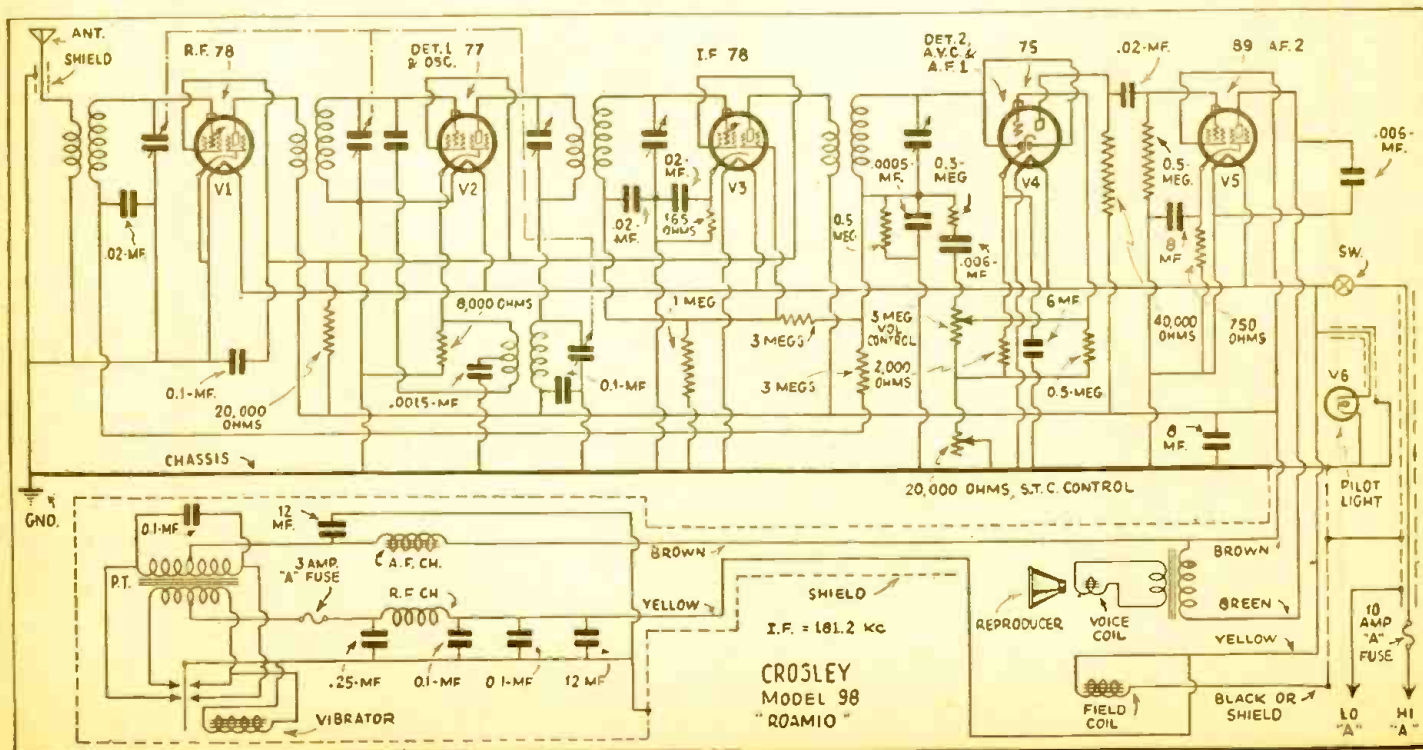 ANT.
SHIELD
R.F. 78
DET.1 77
& OSC.
I.F 78
DET. 2,
A.V.C. &
A.F. 1
75
.02-MF.
89 A.F. 2
V1
V2
V3
V4
V5
.02-MF.
.02-
MF.
.02-
MF.
165
OHMS
.0005-
MF.
0.3-
MEG
0.5
MEG.
.006-
MF
0.5-
MEG.
8
MF.
.006-
MF.
SW.
0.1-MF.
20,000
OHMS
8,000 OHMS
.0015-MF
0.1-MF.
1 MEG
3 MEGS
3 MEGS
3 MEG
VOL
CONTROL
2,000
OHMS
6 MF.
0.5-MEG.
40,000
OHMS
750
OHMS
V6
8
MF.
PILOT
LIGHT
CHASSIS
20,000 OHMS, S.T.C. CONTROL
GND.
0.1-MF
12
MF.
3 AMP.
"A" FUSE
P.T.
A.F. CH.
R.F CH
BROWN
YELLOW
SHIELD
.25-MF
0.1-MF
0.1-MF
12 MF
VIBRATOR
I.F. = 181.2 KC
CROSLEY
MODEL 98
"ROAMIO"
REPRODUCER
VOICE
COIL
BROWN
GREEN
YELLOW
FIELD
COIL
BLACK OR
SHIELD
10
AMP
"A"
FUSE
LO
"A"
HI
"A"